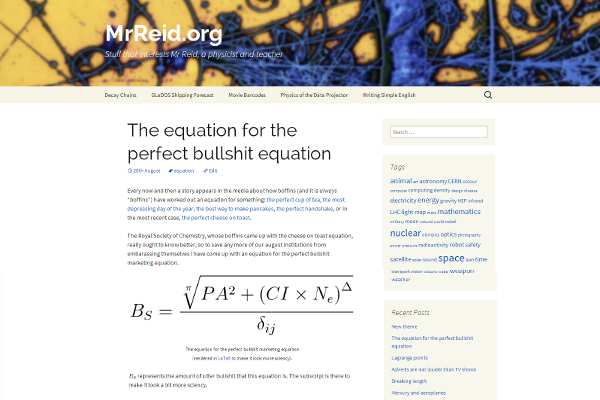 MrReid.org
Stuff that interests Mr Reid, a physicist and teacher
Decay Chains GLaDOS Shipping Forecast Movie Barcodes Physics of the Data Projector Writing Simple English
The equation for the
perfect bullshit equation
20th August equation Edit
Every now and then a story appears in the media about how boffins (and it is always
"boffins") have worked out an equation for something: the perfect cup of tea, the most
depressing day of the year, the best way to make pancakes, the perfect handshake, or in
the most recent case, the perfect cheese on toast.
The Royal Society of Chemistry, whose boffins came up with the cheese on toast equation,
really ought to know better, so to save any more of our august institutions from
embarrassing themselves I have come up with an equation for the perfect bullshit
marketing equation.
B_S = \frac{\sqrt[π]{PA² + (CI × N_e)^Δ}}{δ_ij}
The equation for the perfect bullshit marketing equation
(rendered in LaTeX to make it look more sciency).
B_S represents the amount of utter bullshit that this equation is. The subscript is there to
make it look a bit more sciency.
Search ...
Tags
animal art astronomy CERN colour
computer computing density design disease
electricity energy gravity HEP infrared
LHC light map mass mathematics
military moon natural world nobel
nuclear olympics optics photography
radioactivity robot safety
satellite solar sound space sun time
transport vision volcano water weapon
weather
Recent Posts
New theme
The equation for the perfect bullshit
equation
Lagrange points
Adverts are not louder than TV shows
Breaking length
Mercury and aeroplanes